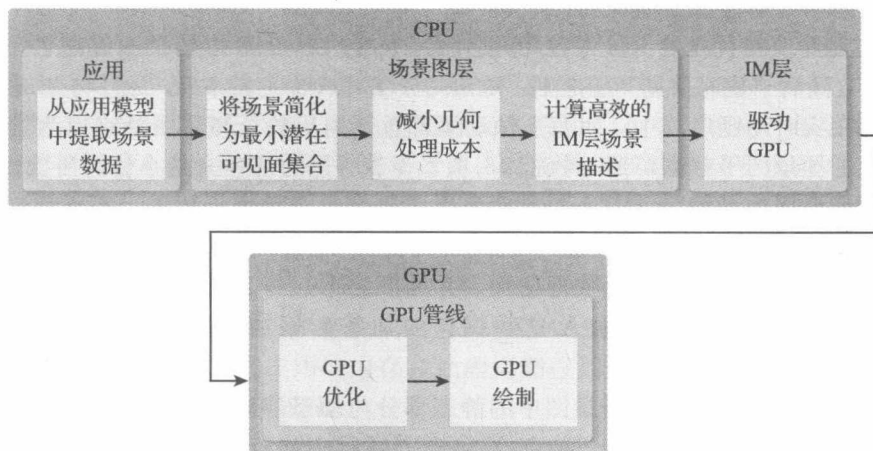 CPU
应用
场景图层
IM层
从应用模型
中提取场景
数据
将场景简化
为最小潜在
可见面集合
减小几何
处理成本
计算高效的
IM层场景
描述
驱动
GPU
GPU
GPU管线
GPU
优化
GPU
绘制